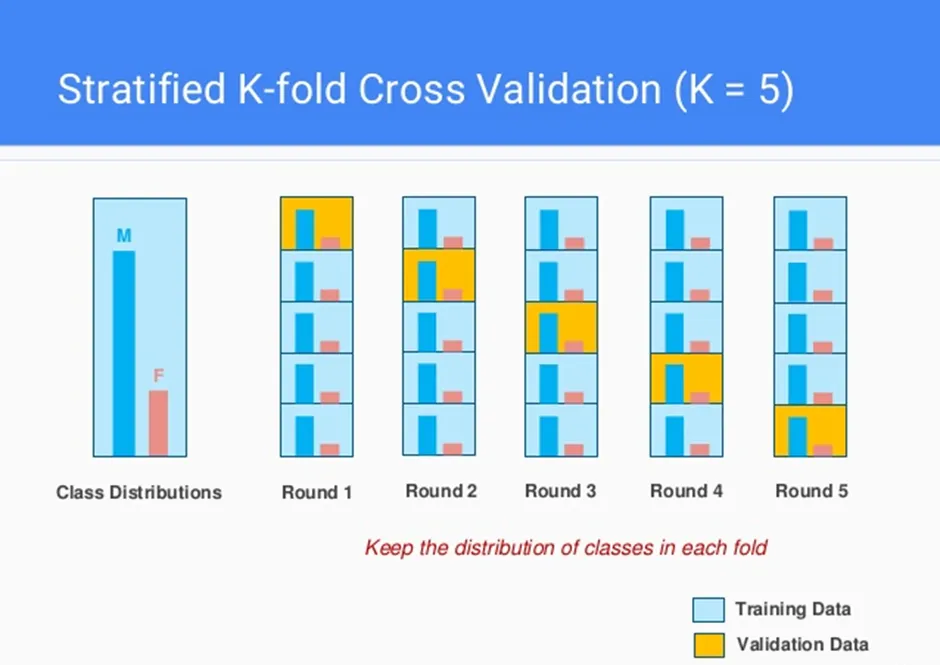 Stratified K-fold Cross Validation (K = 5)
M
F
Class Distributions
Round 1
Round 2
Round 3
Round 4
Round 5
Keep the distribution of classes in each fold
Training Data
Validation Data